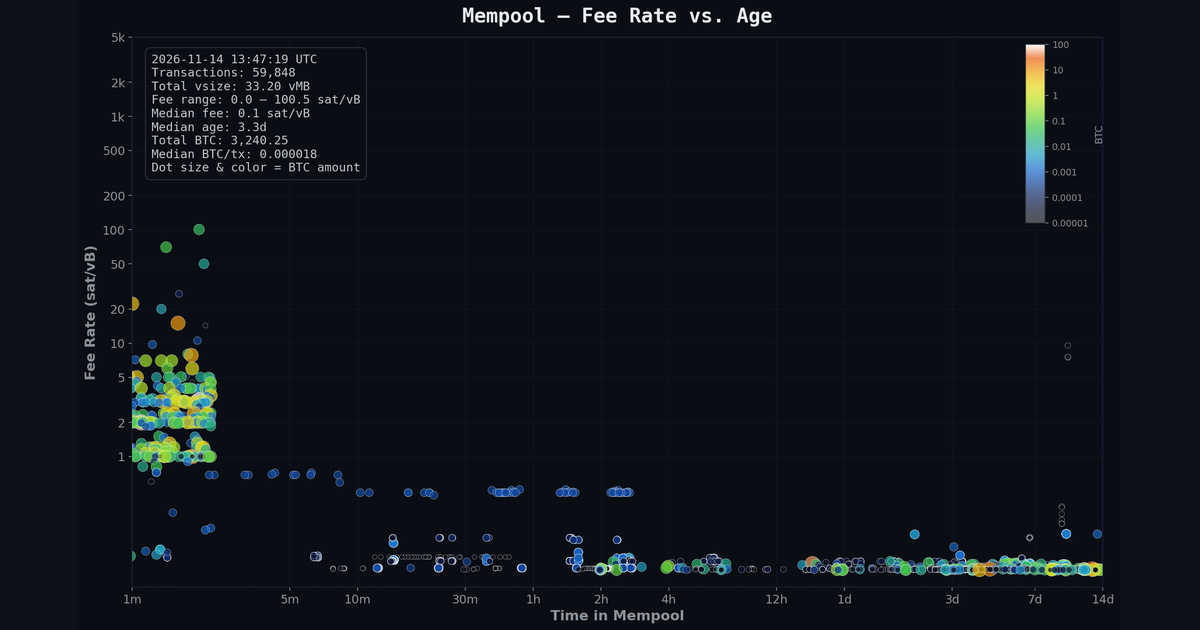 Mempool — Fee Rate vs. Age
2026-11-14 13:47:19 UTC
Transactions: 59,848
Total vsize: 33.20 vMB
Fee range: 0.0 — 100.5 sat/vB
Median fee: 0.1 sat/vB
Median age: 3.3d
Total BTC: 3,240.25
Median BTC/tx: 0.000018
Dot size & color = BTC amount
Fee Rate (sat/vB)
5k
2k
1k
500
200
100
50
20
10
5
2
1
100
10
1
0.1
0.01
0.001
0.0001
0.00001
BTC
1m 5m 10m 30m 1h 2h 4h 12h 1d 3d 7d 14d
Time in Mempool